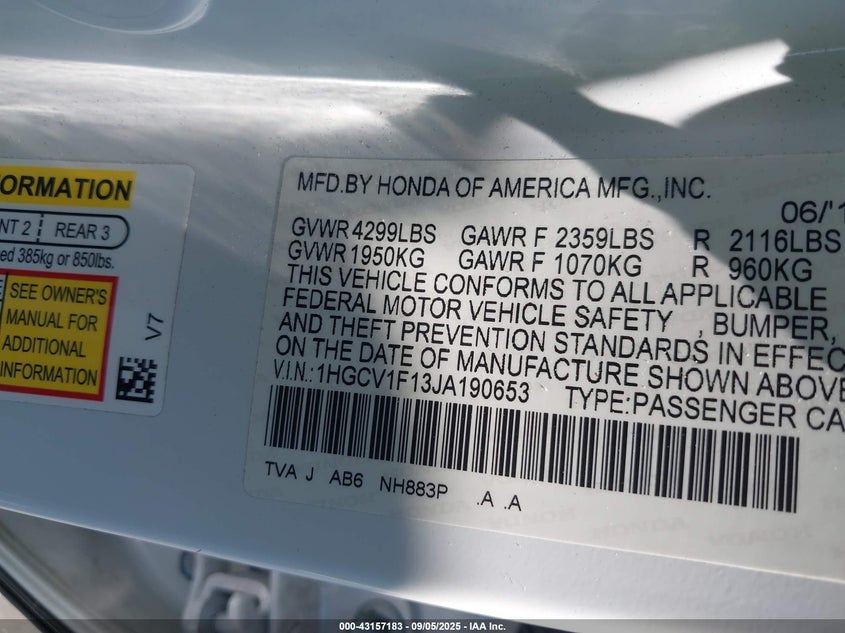 ORMATION
NT 2 REAR 3
ed 385kg or 850lbs.
SEE OWNER'S
MANUAL FOR
ADDITIONAL
INFORMATION
V7
MFD.BY HONDA OF AMERICA MFG.,INC.
06/'1
GVWR 4299LBS GAWR F 2359LBS R 2116LBS
GVWR 1950KG GAWR F 1070KG R 960KG
THIS VEHICLE CONFORMS TO ALL APPLICABLE
FEDERAL MOTOR VEHICLE SAFETY , BUMPER,
AND THEFT PREVENTION STANDARDS IN EFFEC
ON THE DATE OF MANUFACTURE SHOWN ABOVE
V.I.N.:1HGCV1F13JA190653 TYPE:PASSENGER CA
TVA J AB6 NH883P .A .A
000-43157183 - 09/05/2025 - IAA Inc.